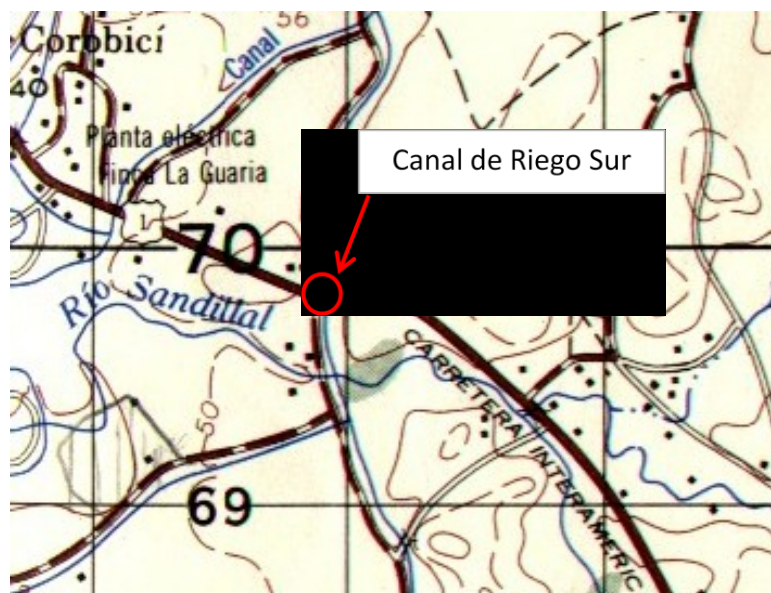 56
Corobicí
Canal
40
Planta eléctrica
Finca La Guaria
Canal de Riego Sur
1
70
Río Sandillal
CARRETERA INTERAMERIC
50
69